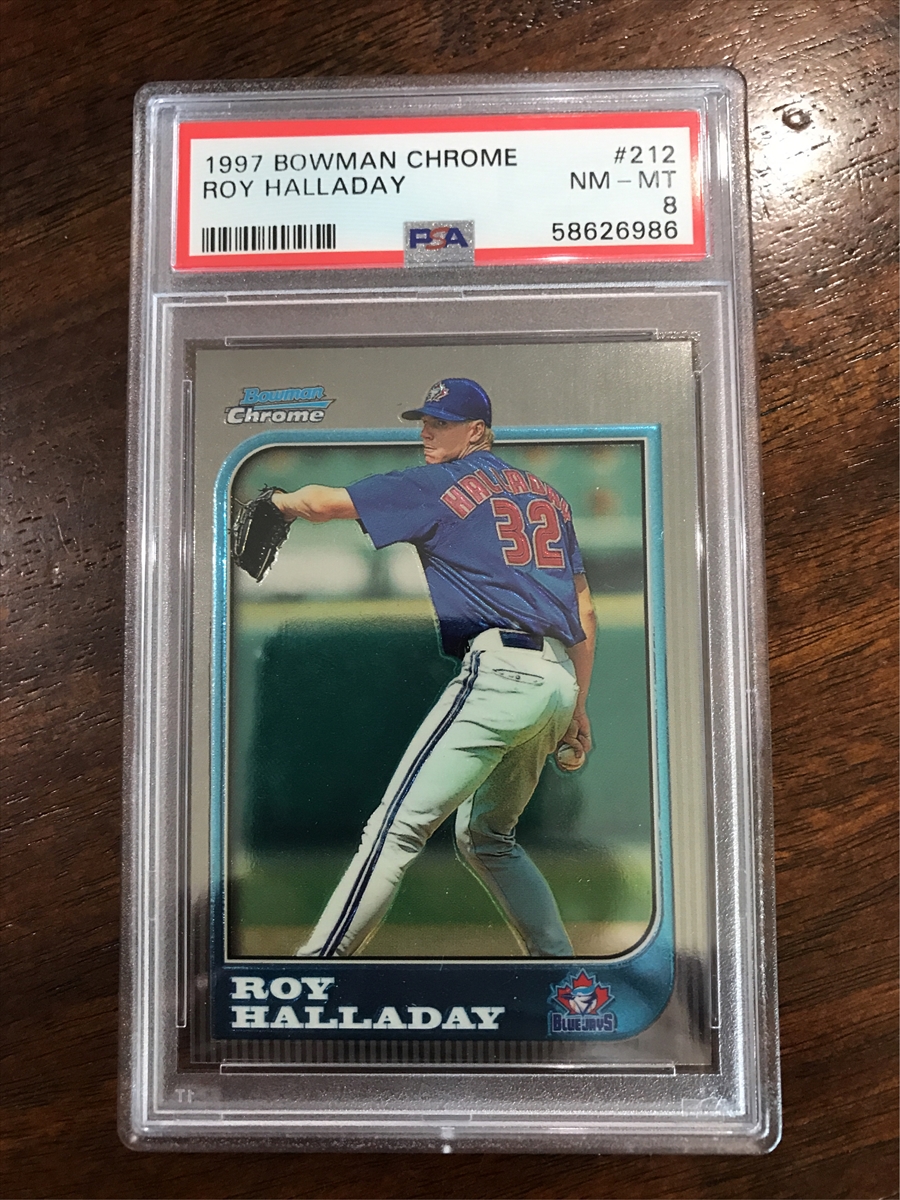 1997 BOWMAN CHROME #212
ROY HALLADAY NM - MT
8
PSA 58626986
Bowman
Chrome
HALLADAY
32
ROY
HALLADAY
BLUE JAYS